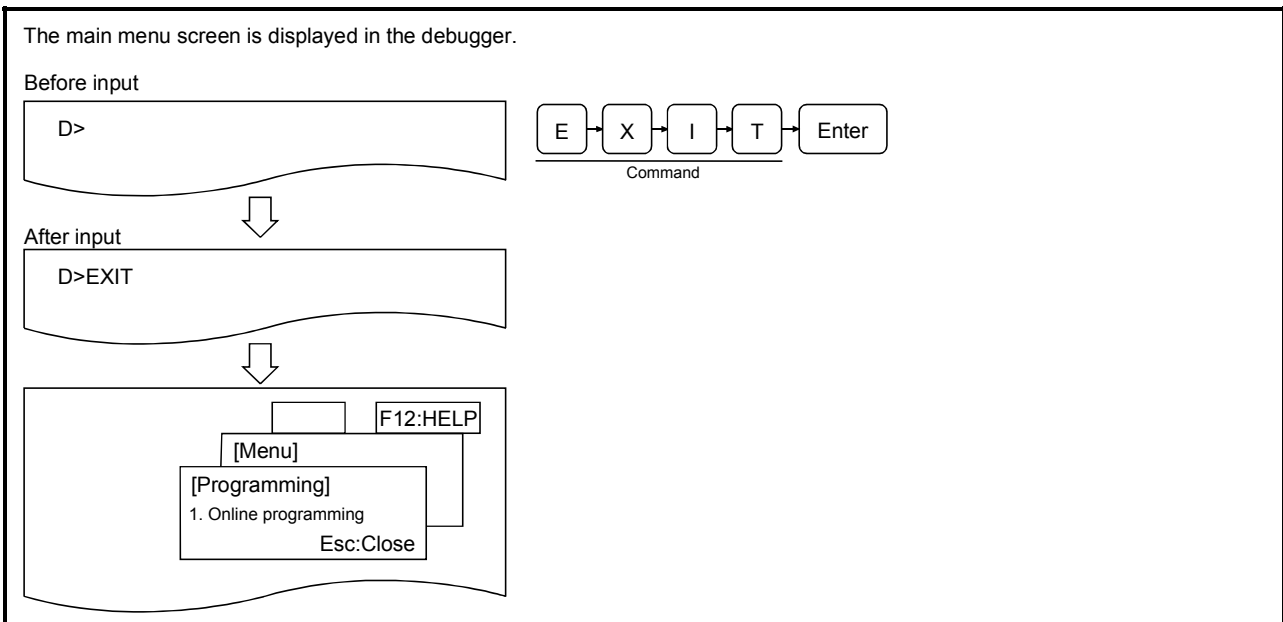 The main menu screen is displayed in the debugger.
Before input
D>
E X I T Enter
Command
After input
D>EXIT
F12:HELP
[Menu]
[Programming]
1. Online programming
Esc:Close